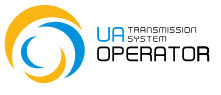 UA TRANSMISSION SYSTEM
OPERATOR